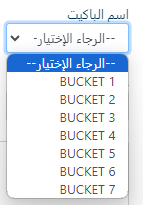 اسم الباكيت
--الرجاء الإختيار-
--الرجاء الإختيار--
BUCKET 1
BUCKET 2
BUCKET 3
BUCKET 4
BUCKET 5
BUCKET 6
BUCKET 7